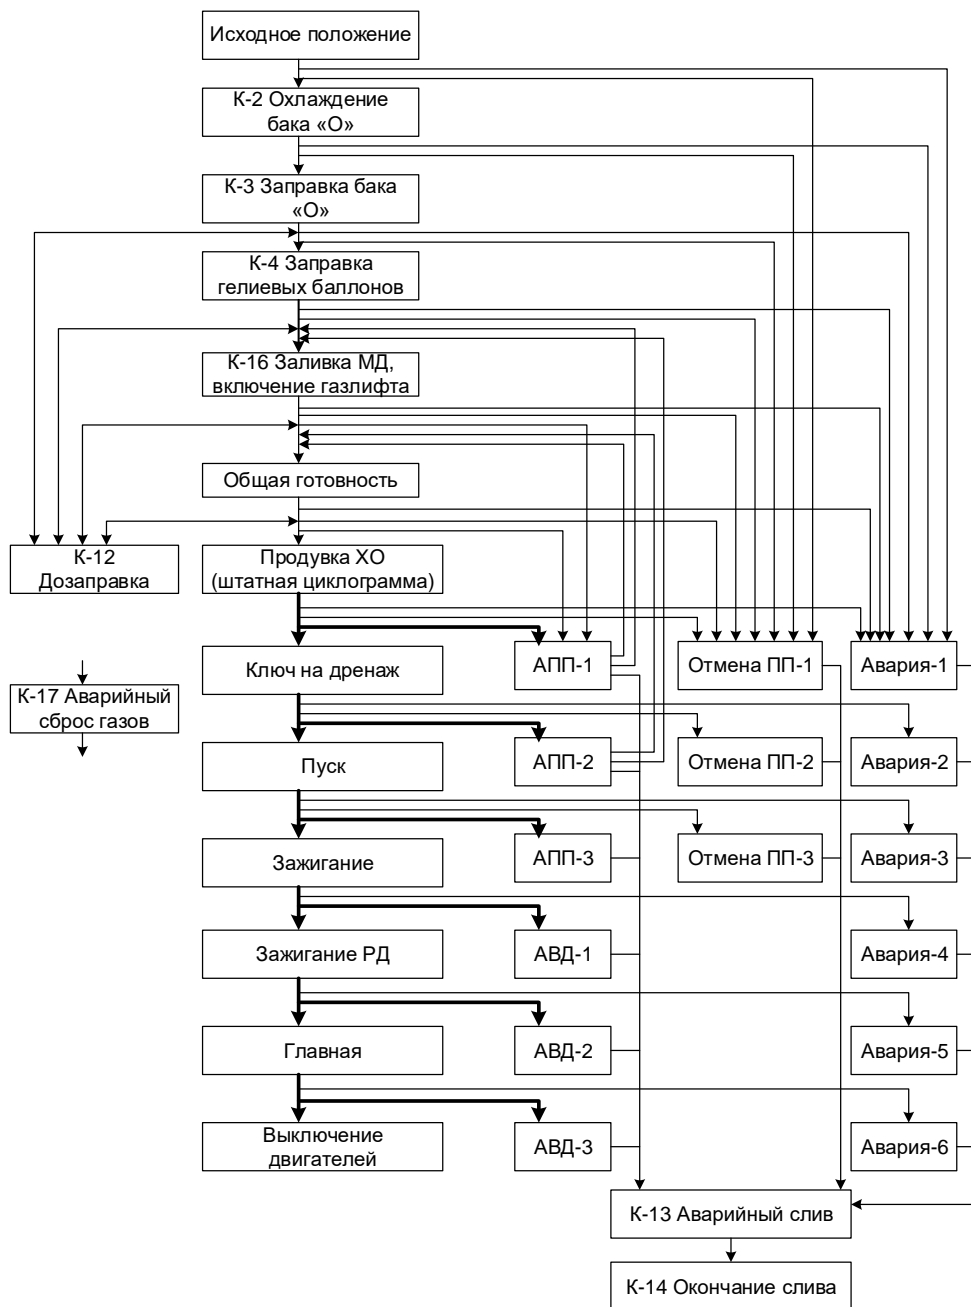 Исходное положение
К-2 Охлаждение
бака «О»
К-3 Заправка бака
«О»
К-4 Заправка
гелиевых баллонов
К-16 Заливка МД,
включение газлифта
Общая готовность
К-12
Дозаправка
Продувка ХО
(штатная циклограмма)
Ключ на дренаж
АПП-1
Отмена ПП-1
Авария-1
К-17 Аварийный
сброс газов
Пуск
АПП-2
Отмена ПП-2
Авария-2
Зажигание
АПП-3
Отмена ПП-3
Авария-3
Зажигание РД
АВД-1
Авария-4
Главная
АВД-2
Авария-5
Выключение
двигателей
АВД-3
Авария-6
К-13 Аварийный слив
К-14 Окончание слива